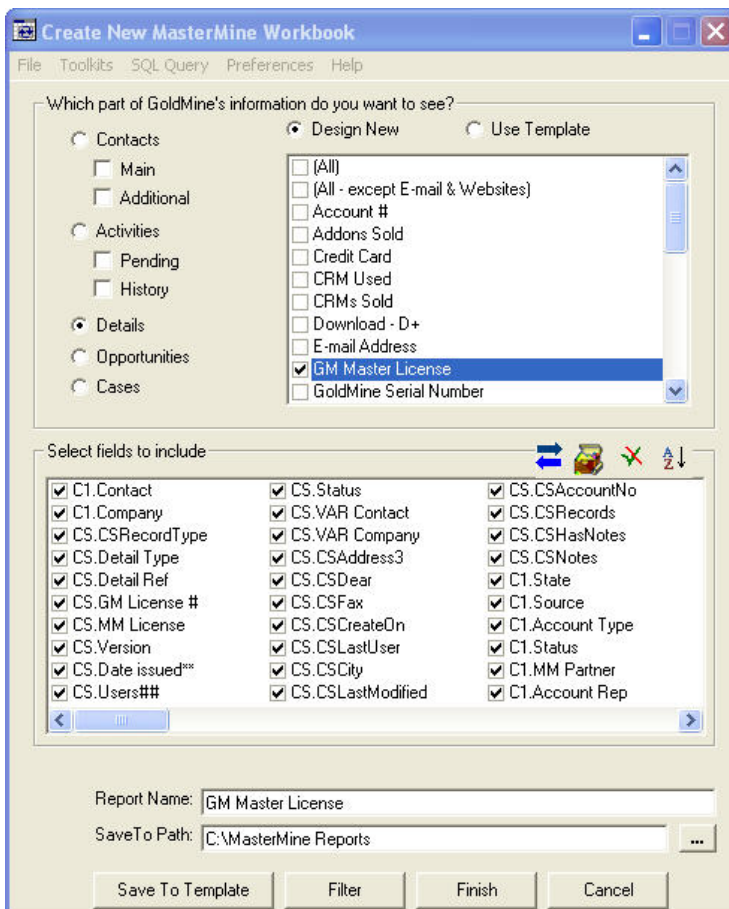 Create New MasterMine Workbook
File Toolkits SQL Query Preferences Help
Which part of GoldMine's information do you want to see?
Contacts
Main
Additional
Activities
Pending
History
Details
Opportunities
Cases
Design New Use Template
(All)
(All - except E-mail & Websites)
Account #
Addons Sold
Credit Card
CRM Used
CRMs Sold
Download - D+
E-mail Address
GM Master License
GoldMine Serial Number
Select fields to include
C1.Contact
C1.Company
CS.CSRecordType
CS.Detail Type
CS.Detail Ref
CS.GM License #
CS.MM License
CS.Version
CS.Date issued**
CS.Users##
CS.Status
CS.VAR Contact
CS.VAR Company
CS.CSAddress3
CS.CSDear
CS.CSFax
CS.CSCreateOn
CS.CSLastUser
CS.CSCity
CS.CSLastModified
CS.CSAccountNo
CS.CSRecords
CS.CSHasNotes
CS.CSNotes
C1.State
C1.Source
C1.Account Type
C1.Status
C1.MM Partner
C1.Account Rep
Report Name: GM Master License
SaveTo Path: C:\MasterMine Reports ...
Save To Template Filter Finish Cancel